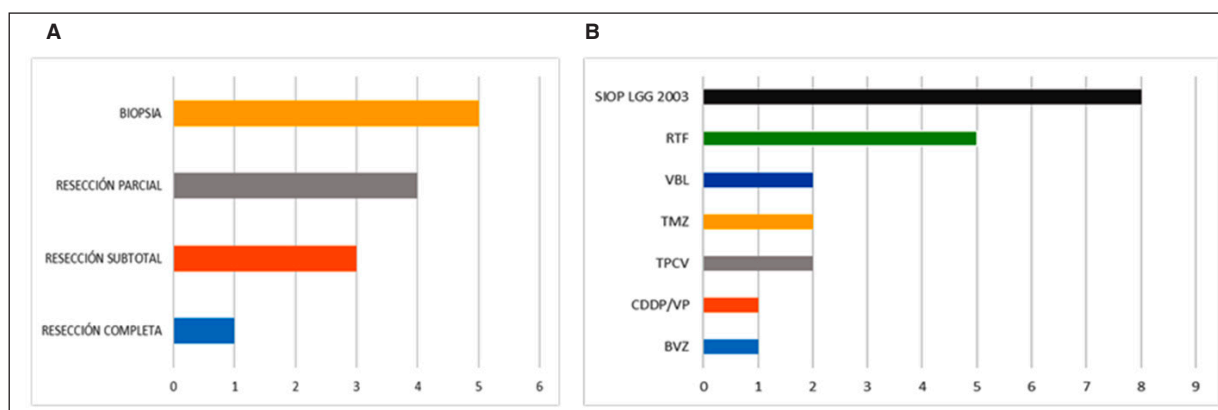 A
BIOPSIA
RESECCIÓN PARCIAL
RESECCIÓN SUBTOTAL
RESECCIÓN COMPLETA
0 1 2 3 4 5 6
B
SIOP LGG 2003
RTF
VBL
TMZ
TPCV
CDDP/VP
BVZ
0 1 2 3 4 5 6 7 8 9